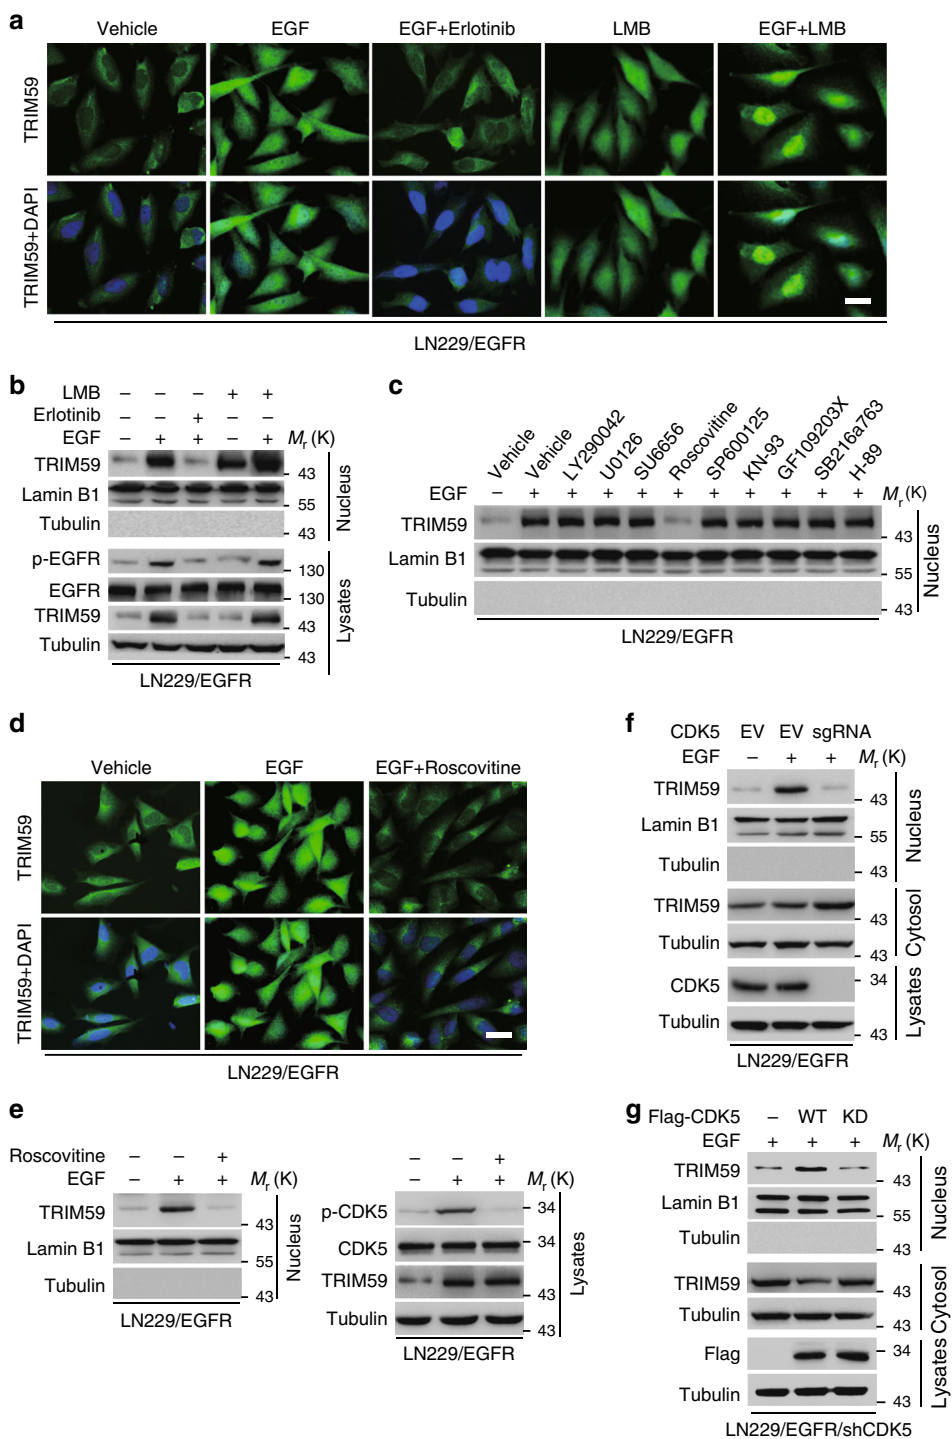 a
Vehicle EGF EGF+Erlotinib LMB EGF+LMB
TRIM59
TRIM59+DAPI
LN229/EGFR
b
LMB – – – + +
Erlotinib – – + – –
EGF – + + – + Mr (K)
TRIM59 43
Lamin B1 55
Tubulin 43
Nucleus
p-EGFR 130
EGFR 130
TRIM59 43
Tubulin 43
Lysates
LN229/EGFR
c
Vehicle Vehicle LY290042 U0126 SU6656 Roscovitine SP600125 KN-93 GF109203X SB216a763 H-89
EGF – + + + + + + + + + + Mr (K)
TRIM59 43
Lamin B1 55
Tubulin 43
Nucleus
LN229/EGFR
d
Vehicle EGF EGF+Roscovitine
TRIM59
TRIM59+DAPI
LN229/EGFR
e
Roscovitine – – +
EGF – + + Mr (K)
TRIM59 43
Lamin B1 55
Tubulin 43
Nucleus
LN229/EGFR
– – +
– + + Mr (K)
p-CDK5 34
CDK5 34
TRIM59 43
Tubulin 43
Lysates
LN229/EGFR
f
CDK5 EV EV sgRNA
EGF – + + Mr (K)
TRIM59 43
Lamin B1 55
Tubulin 43
Nucleus
TRIM59 43
Tubulin 43
Cytosol
CDK5 34
Tubulin 43
Lysates
LN229/EGFR
g
Flag-CDK5 – WT KD
EGF + + + Mr (K)
TRIM59 43
Lamin B1 55
Tubulin 43
Nucleus
TRIM59 43
Tubulin 43
Cytosol
Flag 34
Tubulin 43
Lysates
LN229/EGFR/shCDK5